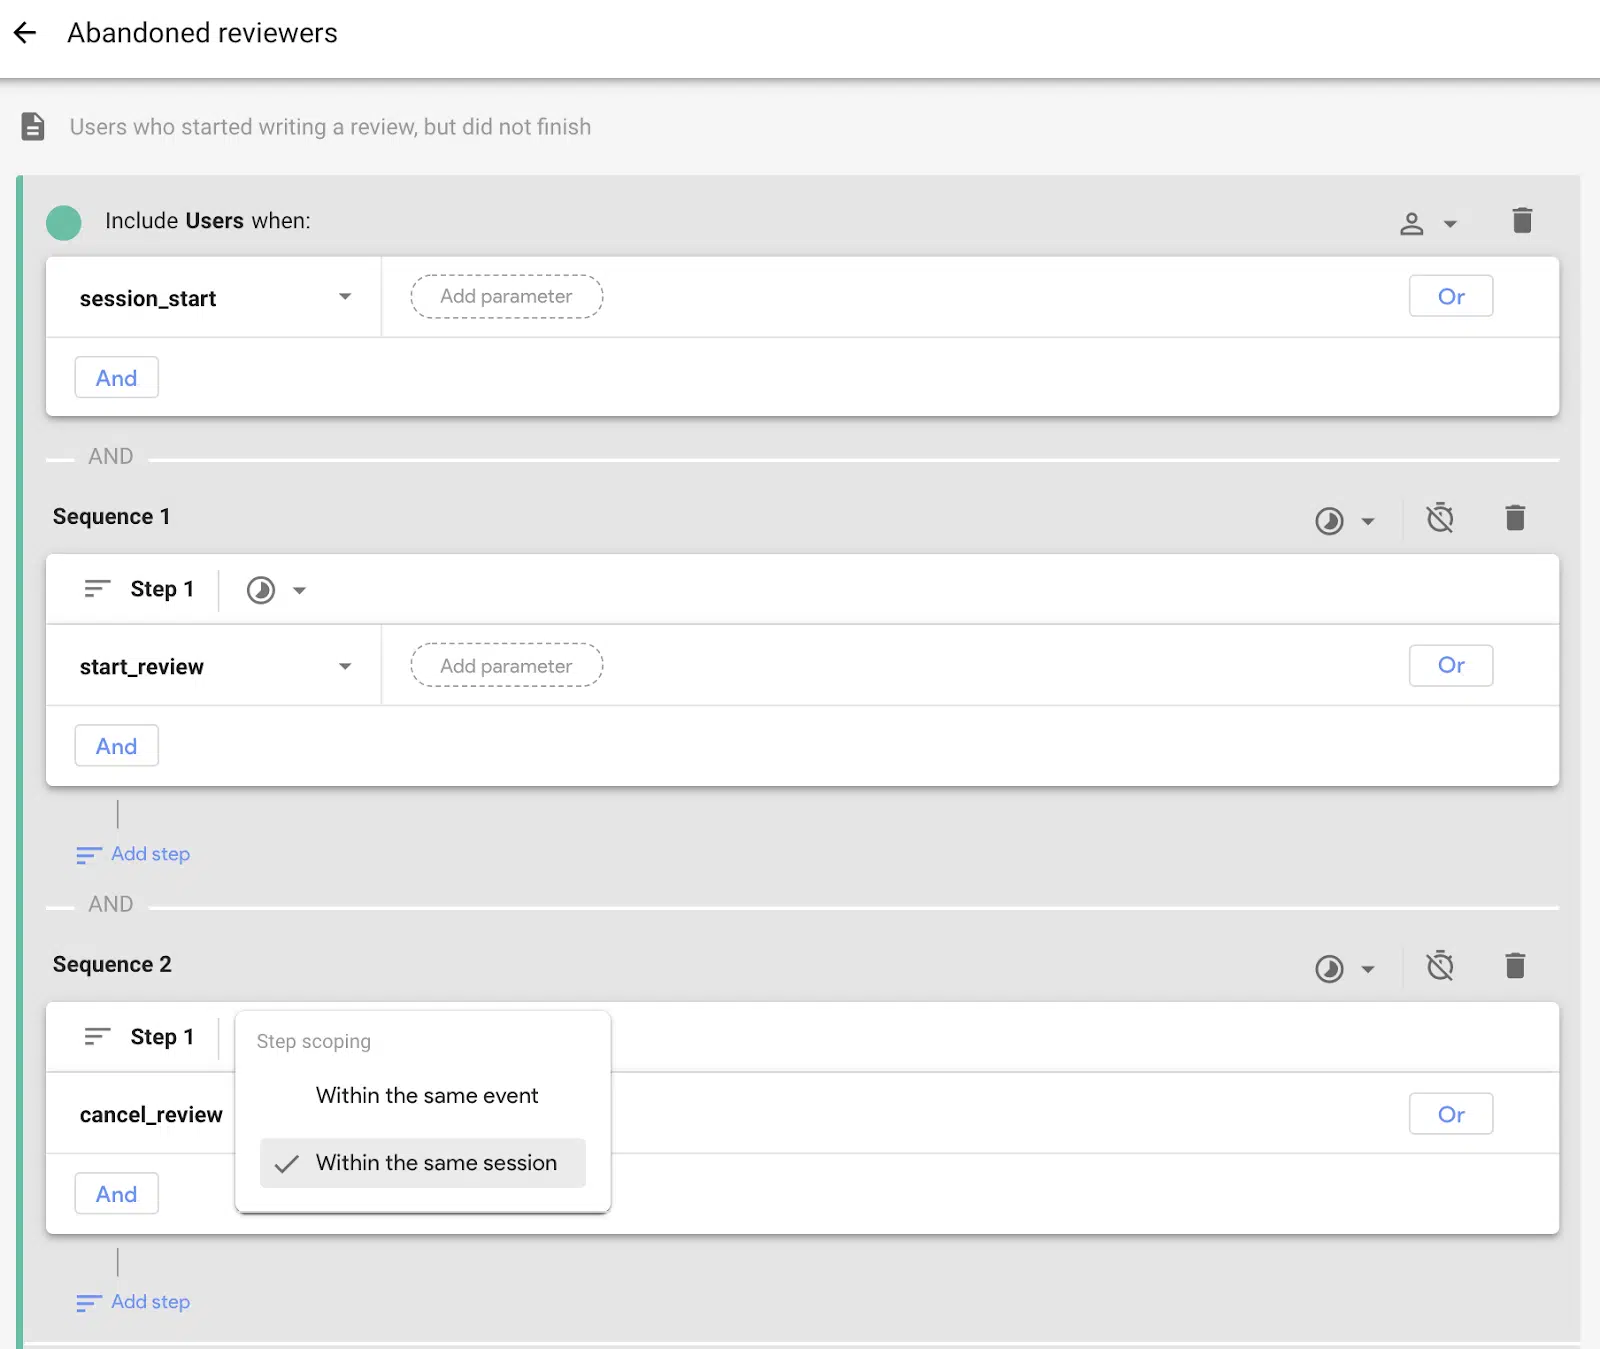 Abandoned reviewers
Users who started writing a review, but did not finish
Include Users when:
session_start
Add parameter
Or
And
AND
Sequence 1
Step 1
start_review
Add parameter
Or
And
Add step
AND
Sequence 2
Step 1
Step scoping
Within the same event
cancel_review
Or
Within the same session
And
Add step